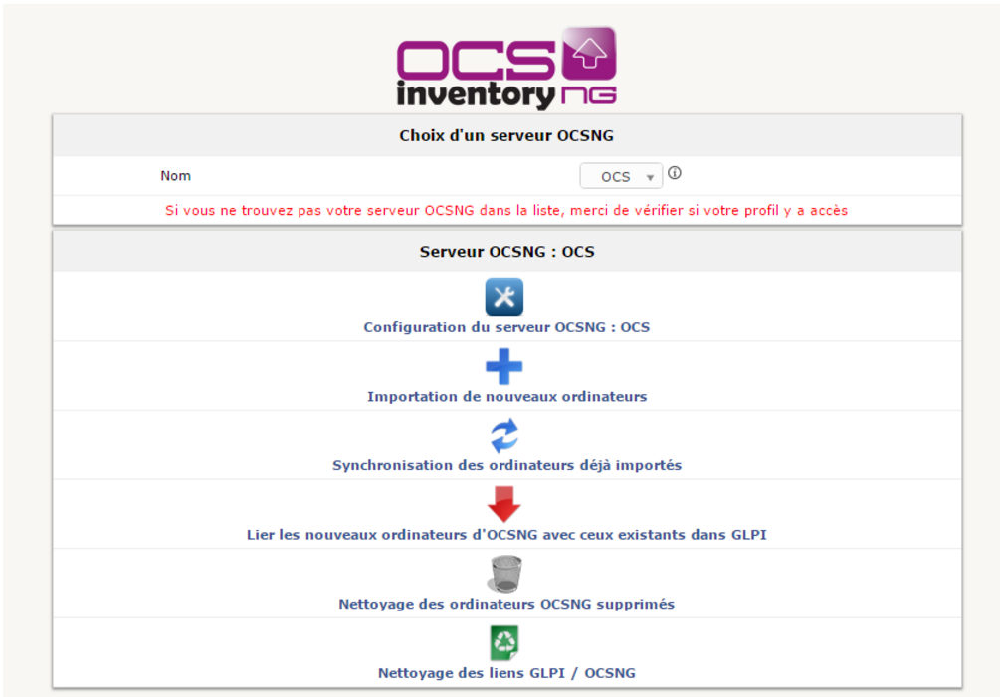 OCS
inventory NG
Choix d'un serveur OCSNG
Nom
OCS
Si vous ne trouvez pas votre serveur OCSNG dans la liste, merci de vérifier si votre profil y a accès
Serveur OCSNG : OCS
Configuration du serveur OCSNG : OCS
Importation de nouveaux ordinateurs
Synchronisation des ordinateurs déjà importés
Lier les nouveaux ordinateurs d'OCSNG avec ceux existants dans GLPI
Nettoyage des ordinateurs OCSNG supprimés
Nettoyage des liens GLPI / OCSNG